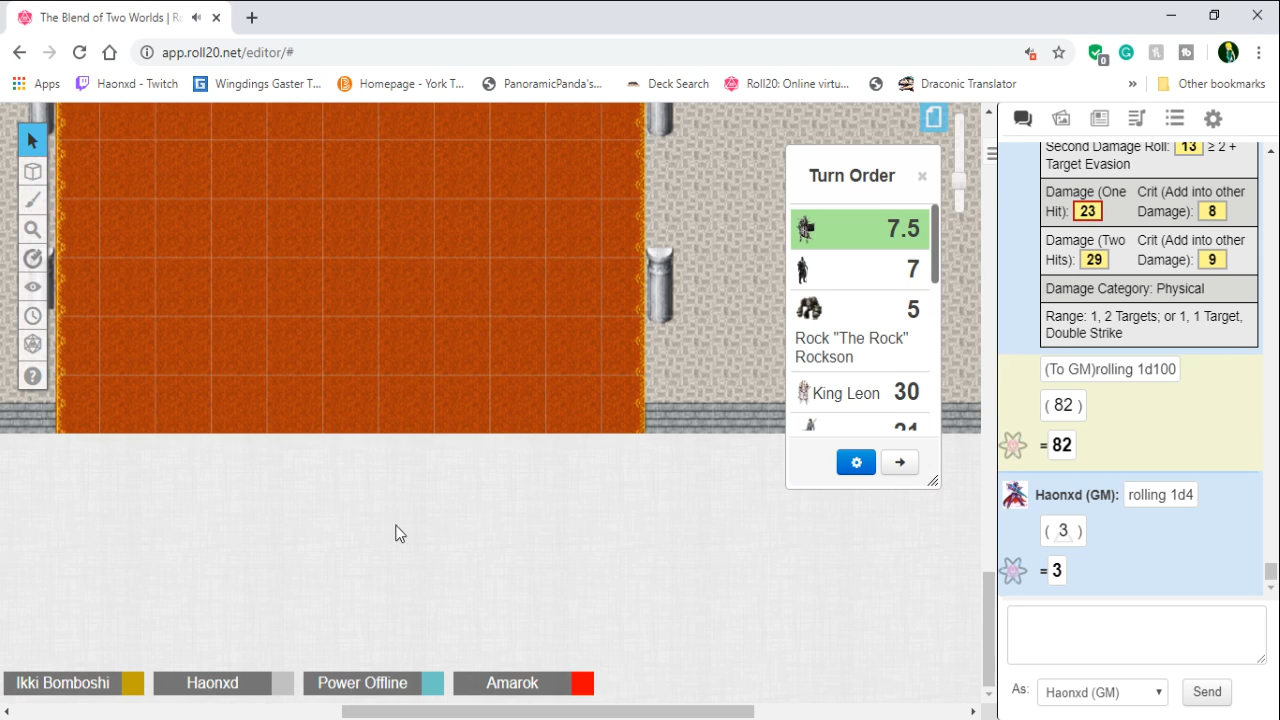 The Blend of Two Worlds | Ro
app.roll20.net/editor/#
Apps
Haonxd - Twitch
Wingdings Gaster T...
Homepage - York T...
PanoramicPanda's...
Deck Search
Roll20: Online virtu...
Draconic Translator
»
Other bookmarks
0
Turn Order
×
7.5
7
5
Rock "The Rock"
Rockson
King Leon 30
Second Damage Roll: 13 ≥ 2 +
Target Evasion
Damage (One Crit (Add into other
Hit): 23 Damage): 8
Damage (Two Crit (Add into other
Hits): 29 Damage): 9
Damage Category: Physical
Range: 1, 2 Targets; or 1, 1 Target,
Double Strike
(To GM)rolling 1d100
( 82 )
=82
Haonxd (GM): rolling 1d4
( 3 )
=3
As: Haonxd (GM) Send
Ikki Bomboshi
Haonxd
Power Offline
Amarok